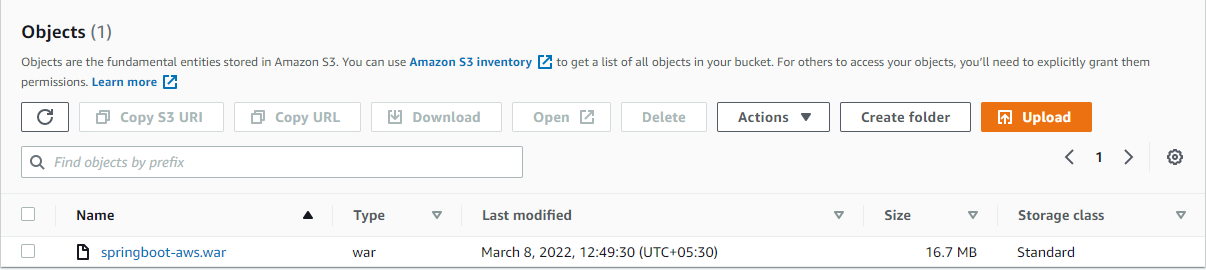 Objects (1)
Objects are the fundamental entities stored in Amazon S3. You can use Amazon S3 inventory to get a list of all objects in your bucket. For others to access your objects, you'll need to explicitly grant them
permissions. Learn more
Copy S3 URI Copy URL Download Open Delete Actions Create folder Upload
Find objects by prefix 1
Name Type Last modified Size Storage class
springboot-aws.war war March 8, 2022, 12:49:30 (UTC+05:30) 16.7 MB Standard